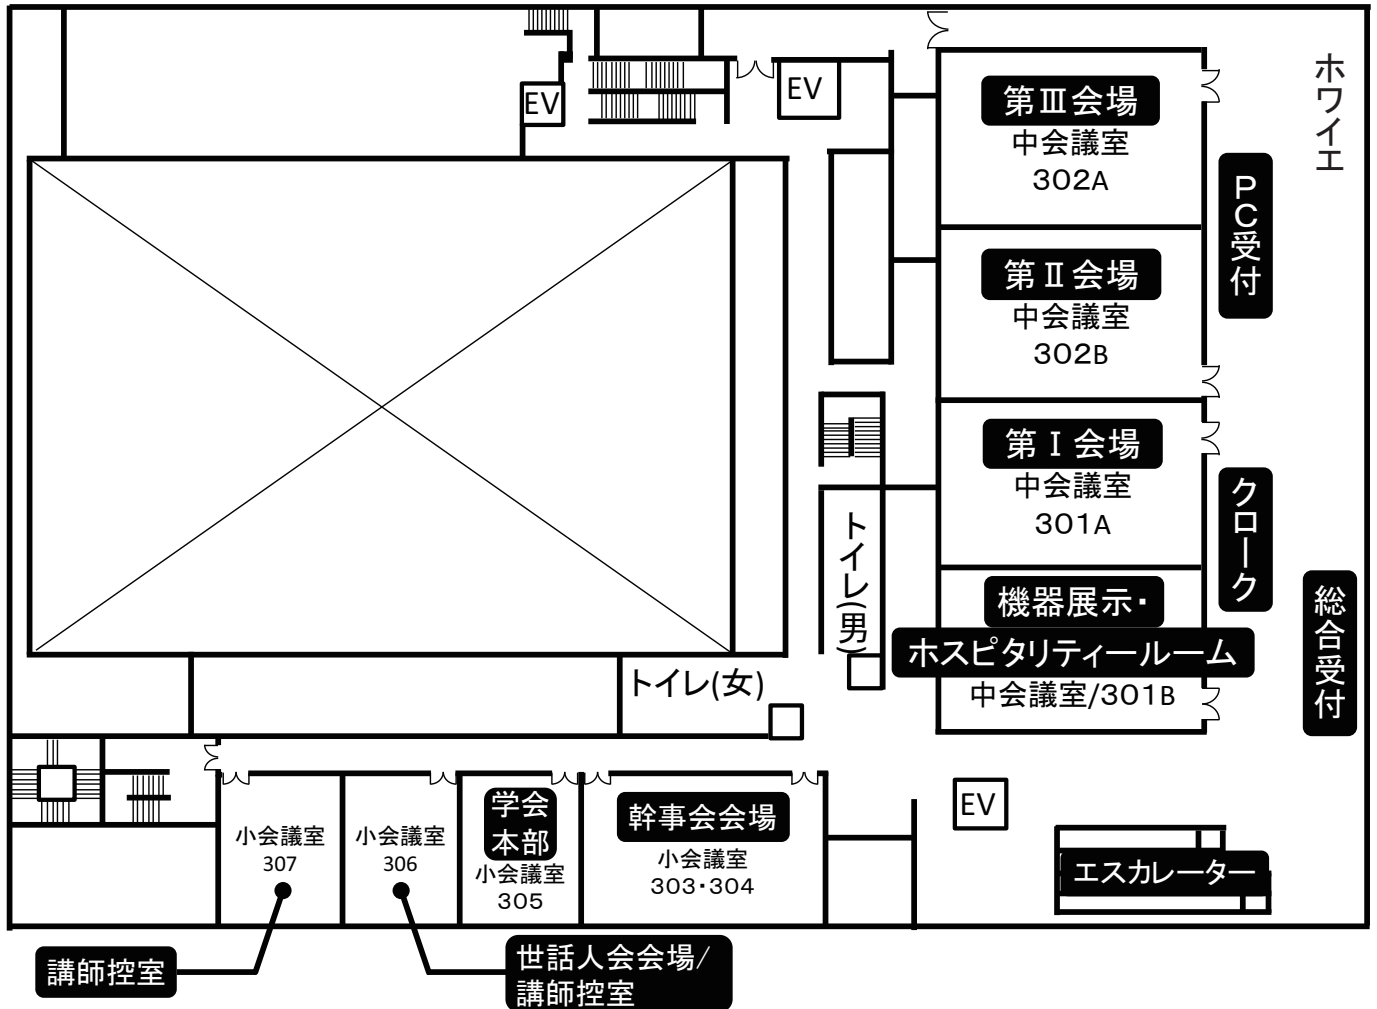 EV
EV
ホワイエ
第Ⅲ会場
中会議室
302A
PC受付
第Ⅱ会場
中会議室
302B
第Ⅰ会場
中会議室
301A
クローク
トイレ(男)
機器展示・
ホスピタリティールーム
中会議室/301B
総合受付
トイレ(女)
小会議室
307
小会議室
306
学会
本部
小会議室
305
幹事会会場
小会議室
303・304
EV
エスカレーター
講師控室
世話人会会場/
講師控室